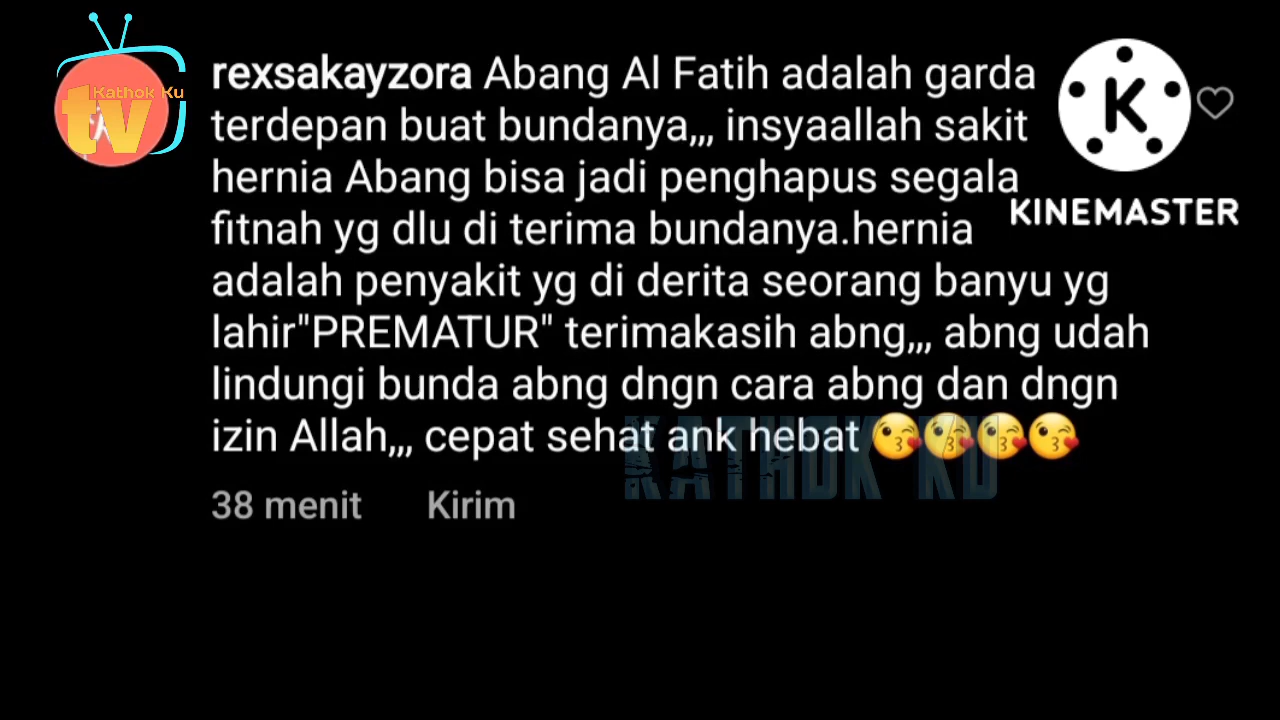 Kathok Ku
tv
rexsakayzora Abang Al Fatih adalah garda
terdepan buat bundanya,,, insyaallah sakit
hernia Abang bisa jadi penghapus segala
fitnah yg dlu di terima bundanya.hernia
adalah penyakit yg di derita seorang banyu yg
lahir"PREMATUR" terimakasih abng,,, abng udah
lindungi bunda abng dngn cara abng dan dngn
izin Allah,,, cepat sehat ank hebat 😘😘😘😘
38 menit Kirim
K
KINEMASTER
KATHOK KU